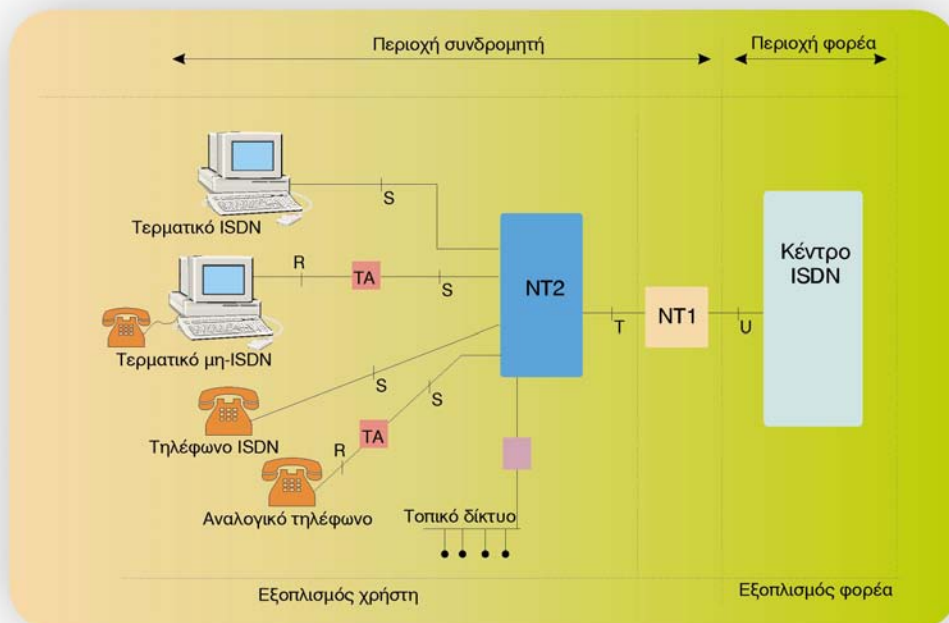 Περιοχή συνδρομητή
Περιοχή φορέα
S
Τερματικό ISDN
R
TA
S
NT2
Κέντρο
ISDN
T
NT1
U
Τερματικό μη-ISDN
S
S
Τηλέφωνο ISDN
R
TA
Αναλογικό τηλέφωνο
Τοπικό δίκτυο
Εξοπλισμός χρήστη
Εξοπλισμός φορέα